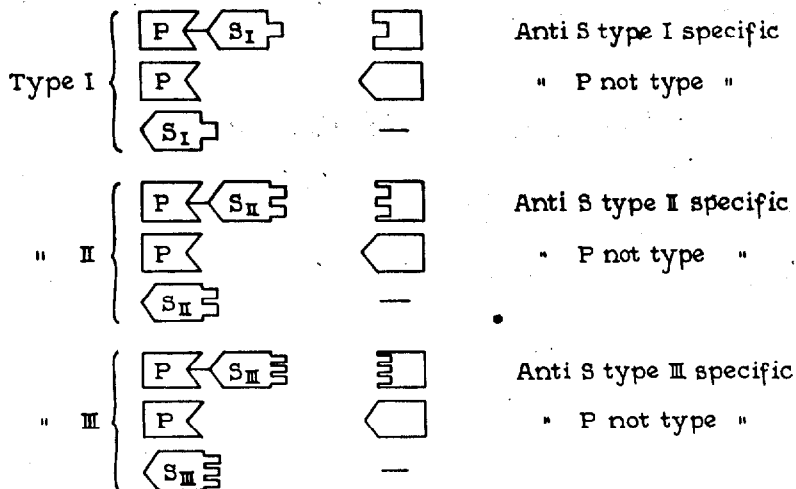 P S_I Anti S type I specific
Type I P " P not type "
S_I —
P S_II Anti S type II specific
" II P " P not type "
S_II —
P S_III Anti S type III specific
" III P " P not type "
S_III —